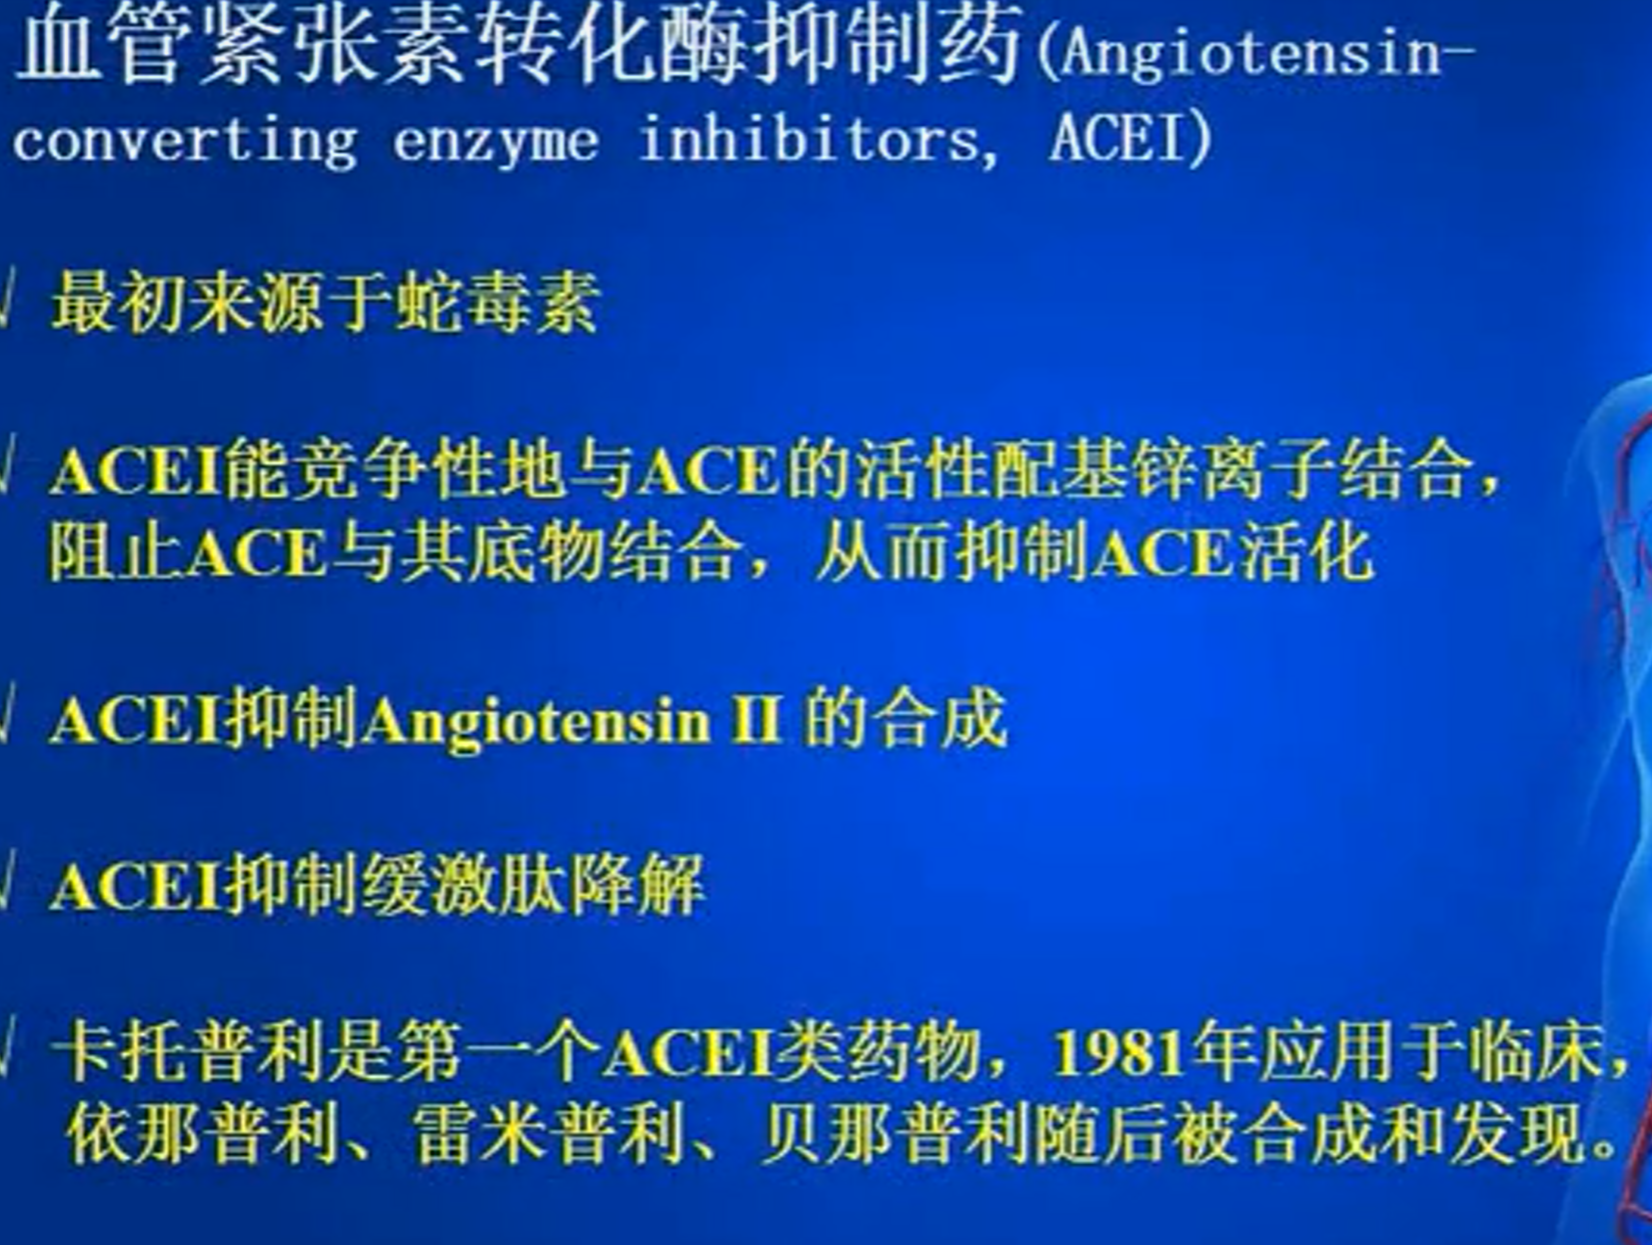 血管紧张素转化酶抑制药(Angiotensin-
converting enzyme inhibitors, ACEI)
√ 最初来源于蛇毒素
√ ACEI能竞争性地与ACE的活性配基锌离子结合，
阻止ACE与其底物结合，从而抑制ACE活化
√ ACEI抑制Angiotensin II 的合成
√ ACEI抑制缓激肽降解
√ 卡托普利是第一个ACEI类药物，1981年应用于临床，
依那普利、雷米普利、贝那普利随后被合成和发现。